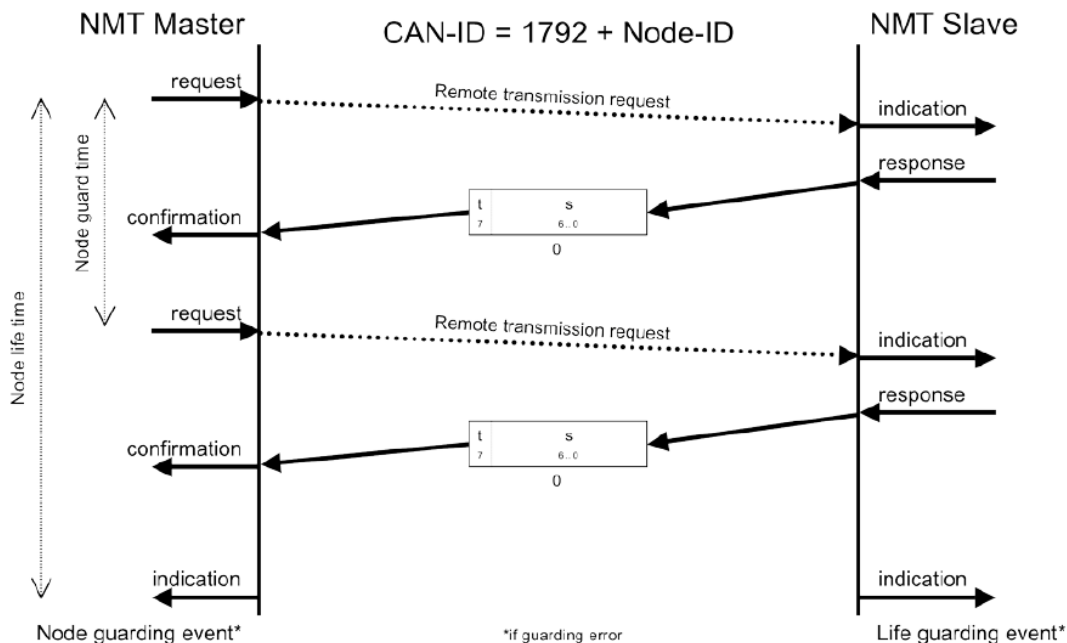 NMT Master
CAN-ID = 1792 + Node-ID
NMT Slave
request
Remote transmission request
indication
response
t
s
7
6...0
0
confirmation
Node guard time
Node life time
request
Remote transmission request
indication
response
t
s
7
6...0
0
confirmation
indication
indication
Node guarding event*
*if guarding error
Life guarding event*